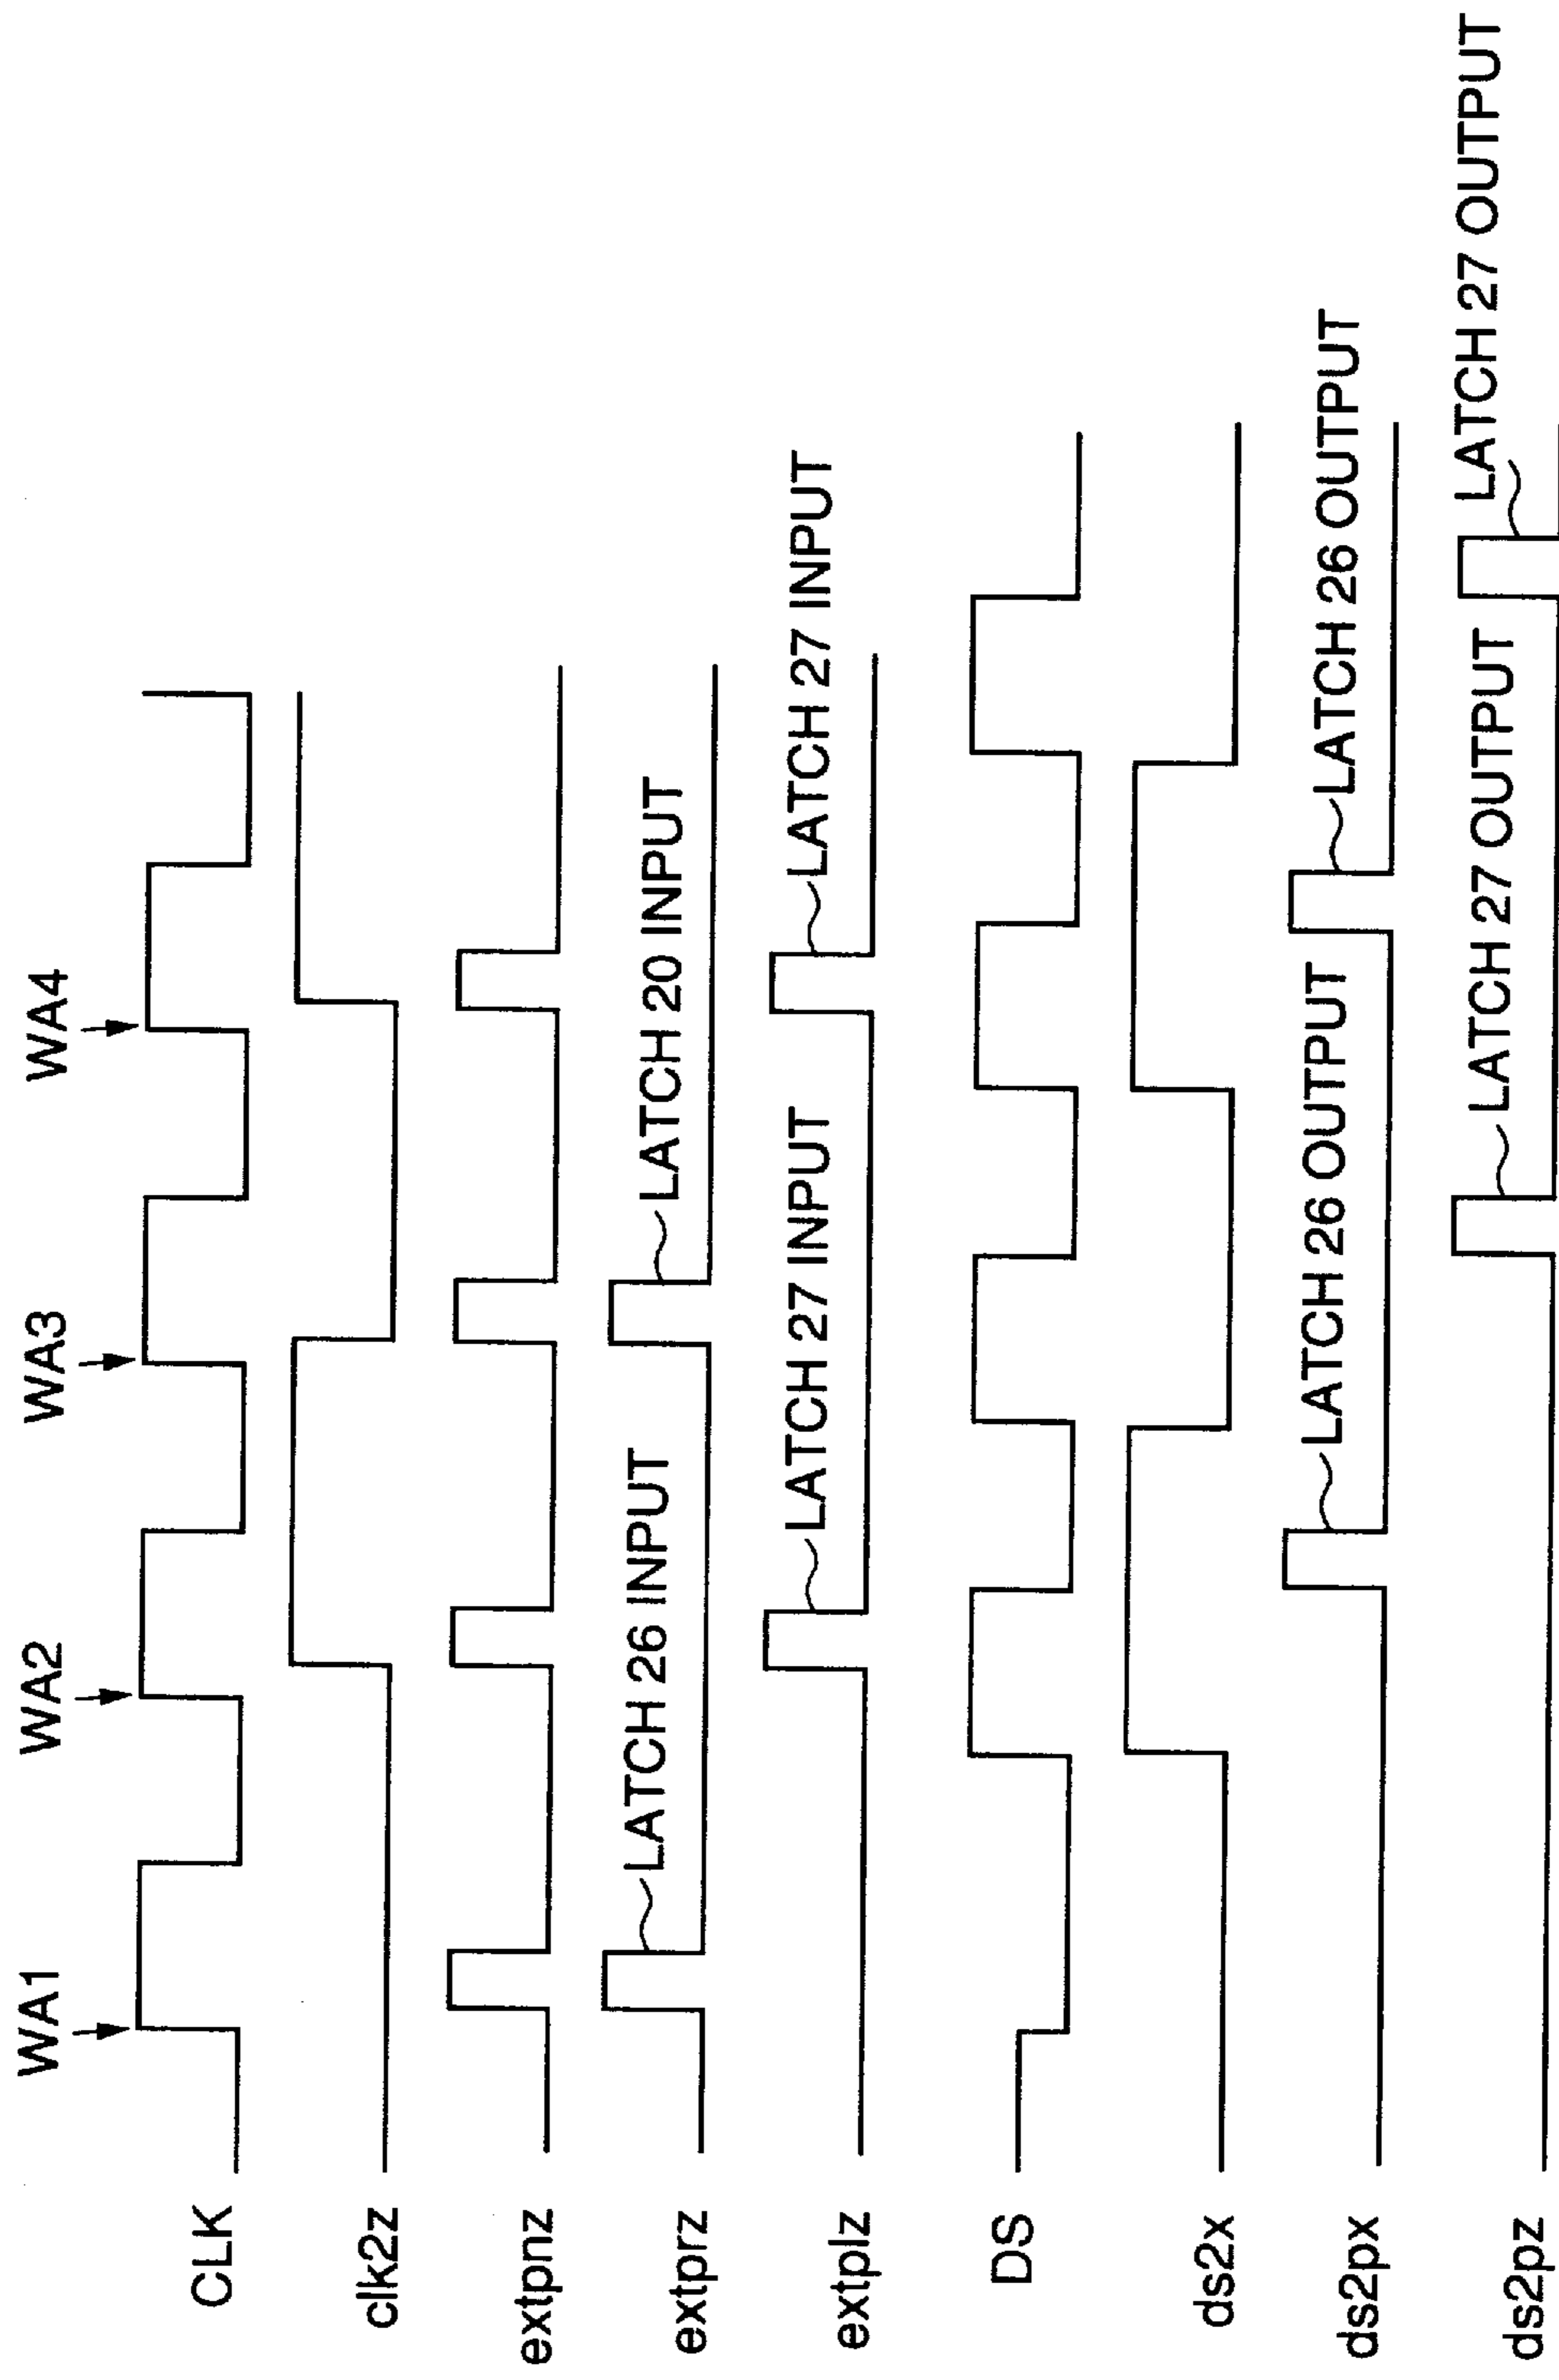 WA1
WA2
WA3
WA4
CLK
clk2z
extpnz
extprz
LATCH 26 INPUT
LATCH 20 INPUT
extplz
LATCH 27 INPUT
LATCH 27 INPUT
DS
ds2x
ds2px
LATCH 26 OUTPUT
LATCH 26 OUTPUT
ds2pz
LATCH 27 OUTPUT
LATCH 27 OUTPUT